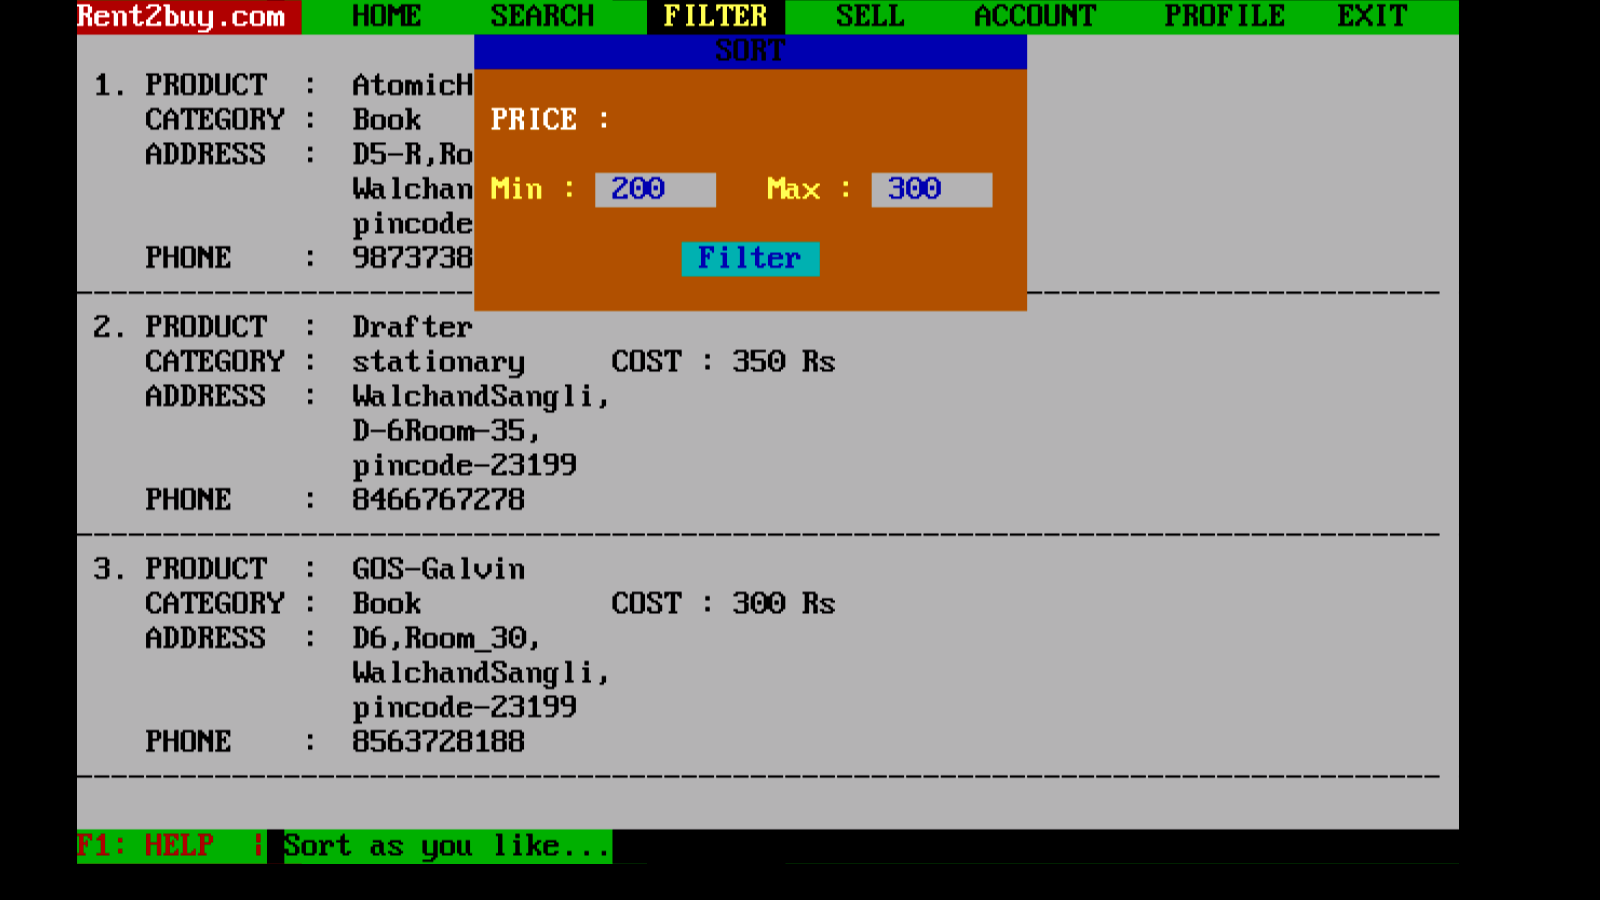 Rent2buy.com HOME SEARCH FILTER SELL ACCOUNT PROFILE EXIT
SORT
PRICE :
Min : 200 Max : 300
Filter
1. PRODUCT : AtomicH
CATEGORY : Book
ADDRESS : D5-R,Ro
Walchan
pincode
PHONE : 9873738
2. PRODUCT : Drafter
CATEGORY : stationary COST : 350 Rs
ADDRESS : WalchandSangli,
D-6Room-35,
pincode-23199
PHONE : 8466767278
3. PRODUCT : GOS-Galvin
CATEGORY : Book COST : 300 Rs
ADDRESS : D6,Room_30,
WalchandSangli,
pincode-23199
PHONE : 8563728188
F1: HELP ¦ Sort as you like...